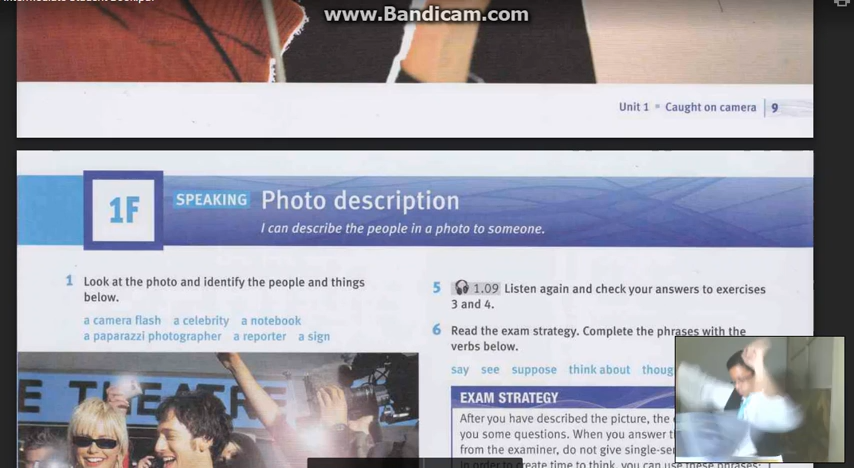 www.Bandicam.com
Unit 1 ▪ Caught on camera 9
1F SPEAKING Photo description
I can describe the people in a photo to someone.
1 Look at the photo and identify the people and things
below.
a camera flash a celebrity a notebook
a paparazzi photographer a reporter a sign
E THEATRE
5 1.09 Listen again and check your answers to exercises
3 and 4.
6 Read the exam strategy. Complete the phrases with the
verbs below.
say see suppose think about
EXAM STRATEGY
After you have described the picture, the
you some questions. When you answer
from the examiner, do not give
in order to create time to think, you can use these phrases: